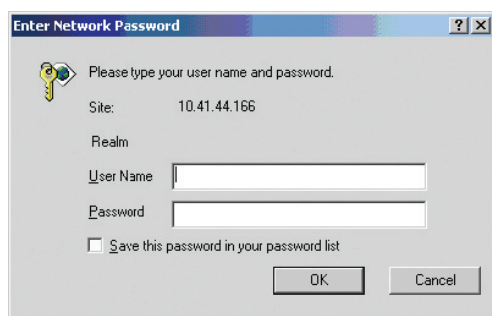 Enter Network Password ? X
Please type your user name and password.
Site: 10.41.44.166
Realm
User Name
Password
Save this password in your password list
OK Cancel